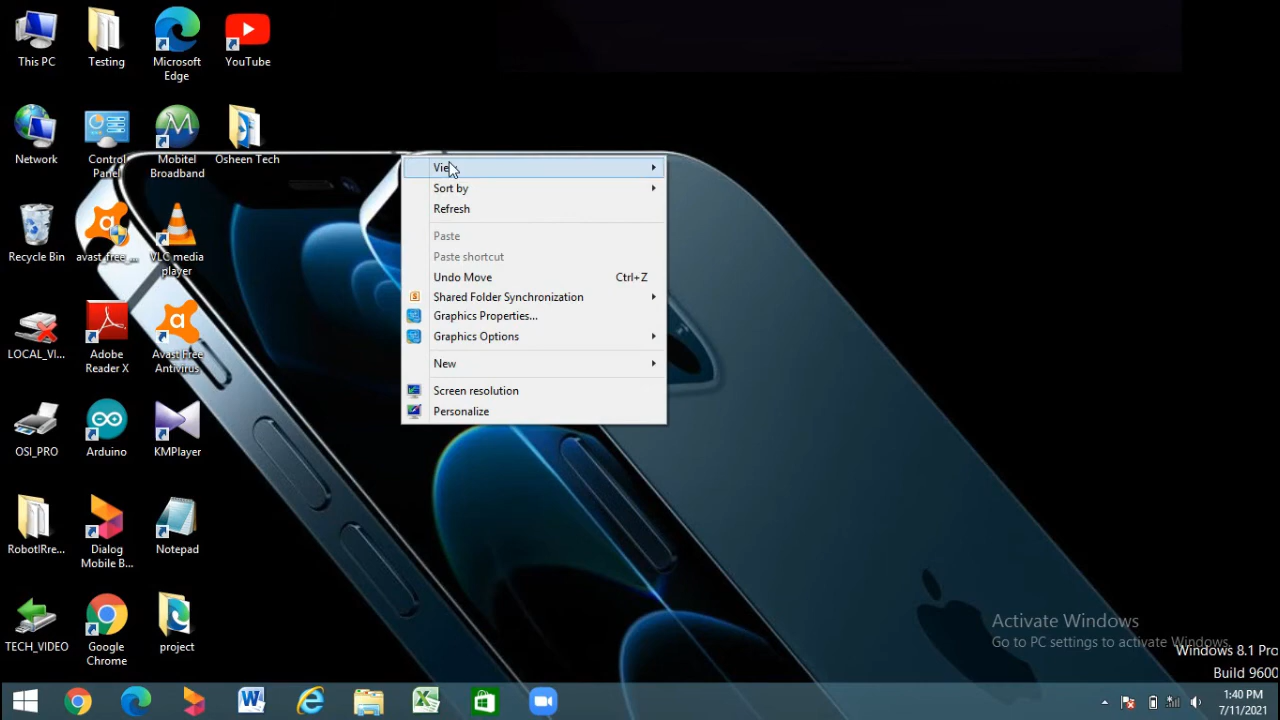 This PC
Testing
Microsoft
Edge
YouTube
Network
Control
Panel
Mobitel
Broadband
Osheen Tech
Recycle Bin
avast_free_...
VLC media
player
LOCAL_VI...
Adobe
Reader X
Avast Free
Antivirus
OSI_PRO
Arduino
KMPlayer
RobotIRre...
Dialog
Mobile B...
Notepad
TECH_VIDEO
Google
Chrome
project
Sort by
Refresh
Paste
Paste shortcut
Undo Move Ctrl+Z
Shared Folder Synchronization
Graphics Properties...
Graphics Options
New
Screen resolution
Personalize
Activate Windows
Go to PC settings to activate Windows.
Windows 8.1 Pro
Build 9600
1:40 PM
7/11/2021